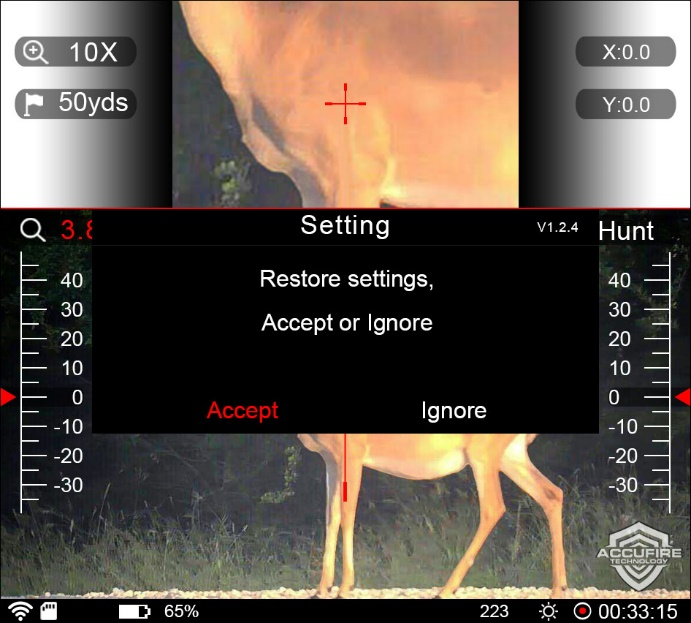 10X
X:0.0
50yds
Y:0.0
3.8
Setting
V1.2.4
Hunt
Restore settings,
Accept or Ignore
Accept
Ignore
40
30
20
10
0
-10
-20
-30
40
30
20
10
0
-10
-20
-30
ACCUFIRE
TECHNOLOGY
65%
223
00:33:15